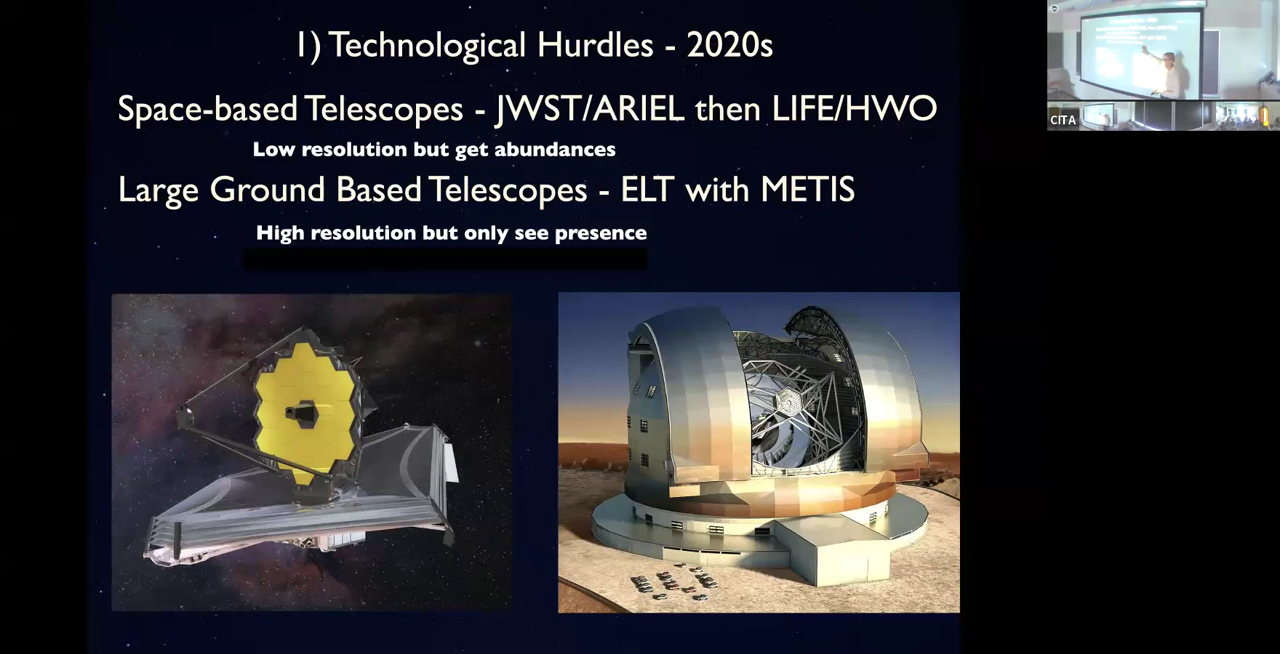 1) Technological Hurdles - 2020s
Space-based Telescopes - JWST/ARIEL then LIFE/HWO
Low resolution but get abundances
Large Ground Based Telescopes - ELT with METIS
High resolution but only see presence
CITA